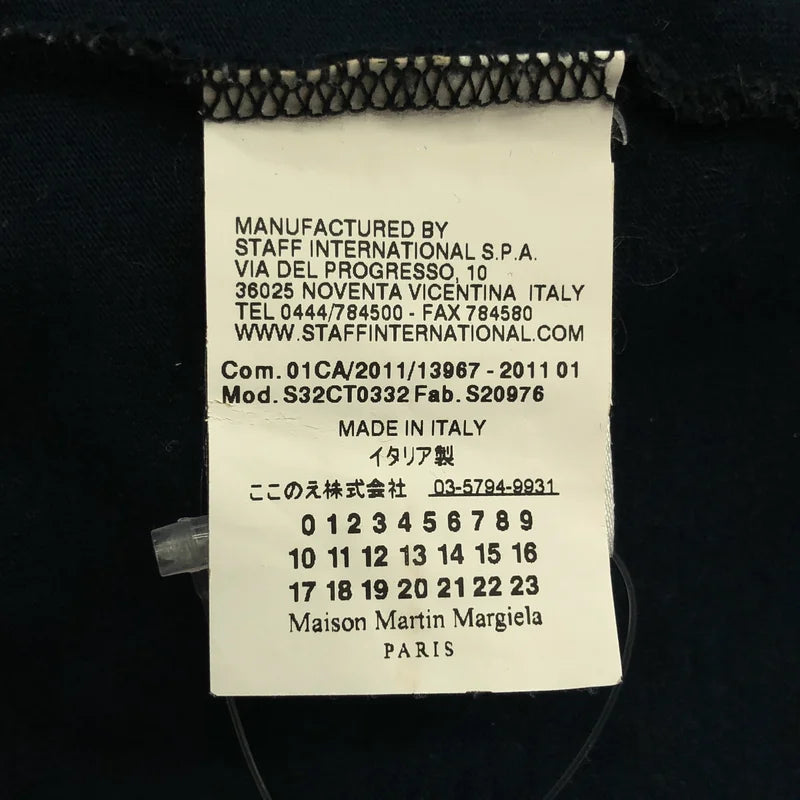 MANUFACTURED BY
STAFF INTERNATIONAL S.P.A.
VIA DEL PROGRESSO, 10
36025 NOVENTA VICENTINA ITALY
TEL 0444/784500 - FAX 784580
WWW.STAFFINTERNATIONAL.COM
Com. 01CA/2011/13967 - 2011 01
Mod. S32CT0332 Fab. S20976
MADE IN ITALY
イタリア製
ここのえ株式会社 03-5794-9931
0 1 2 3 4 5 6 7 8 9
10 11 12 13 14 15 16
17 18 19 20 21 22 23
Maison Martin Margiela
PARIS